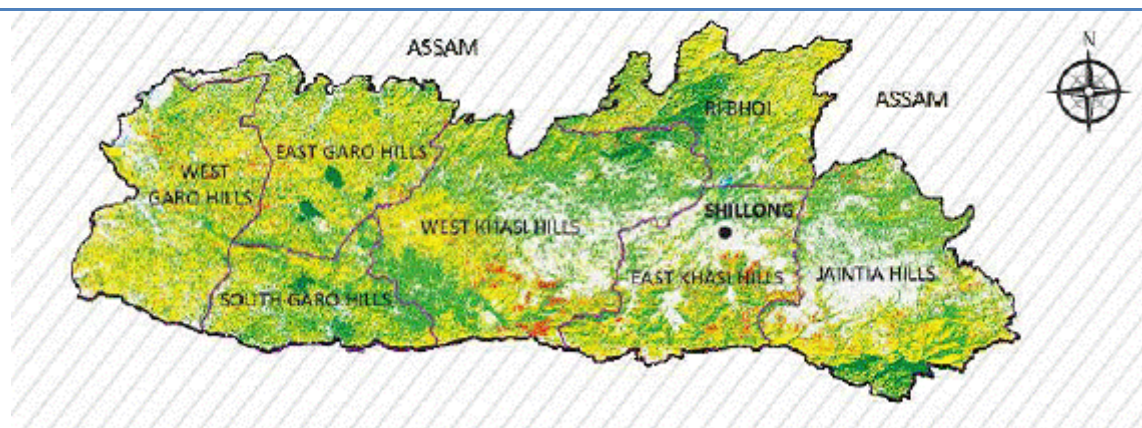 N
ASSAM
ASSAM
RI BHOI
EAST GARO HILLS
WEST
GARO HILLS
SHILLONG
WEST KHASI HILLS
EAST KHASI HILLS
JAINTIA HILLS
SOUTH GARO HILLS